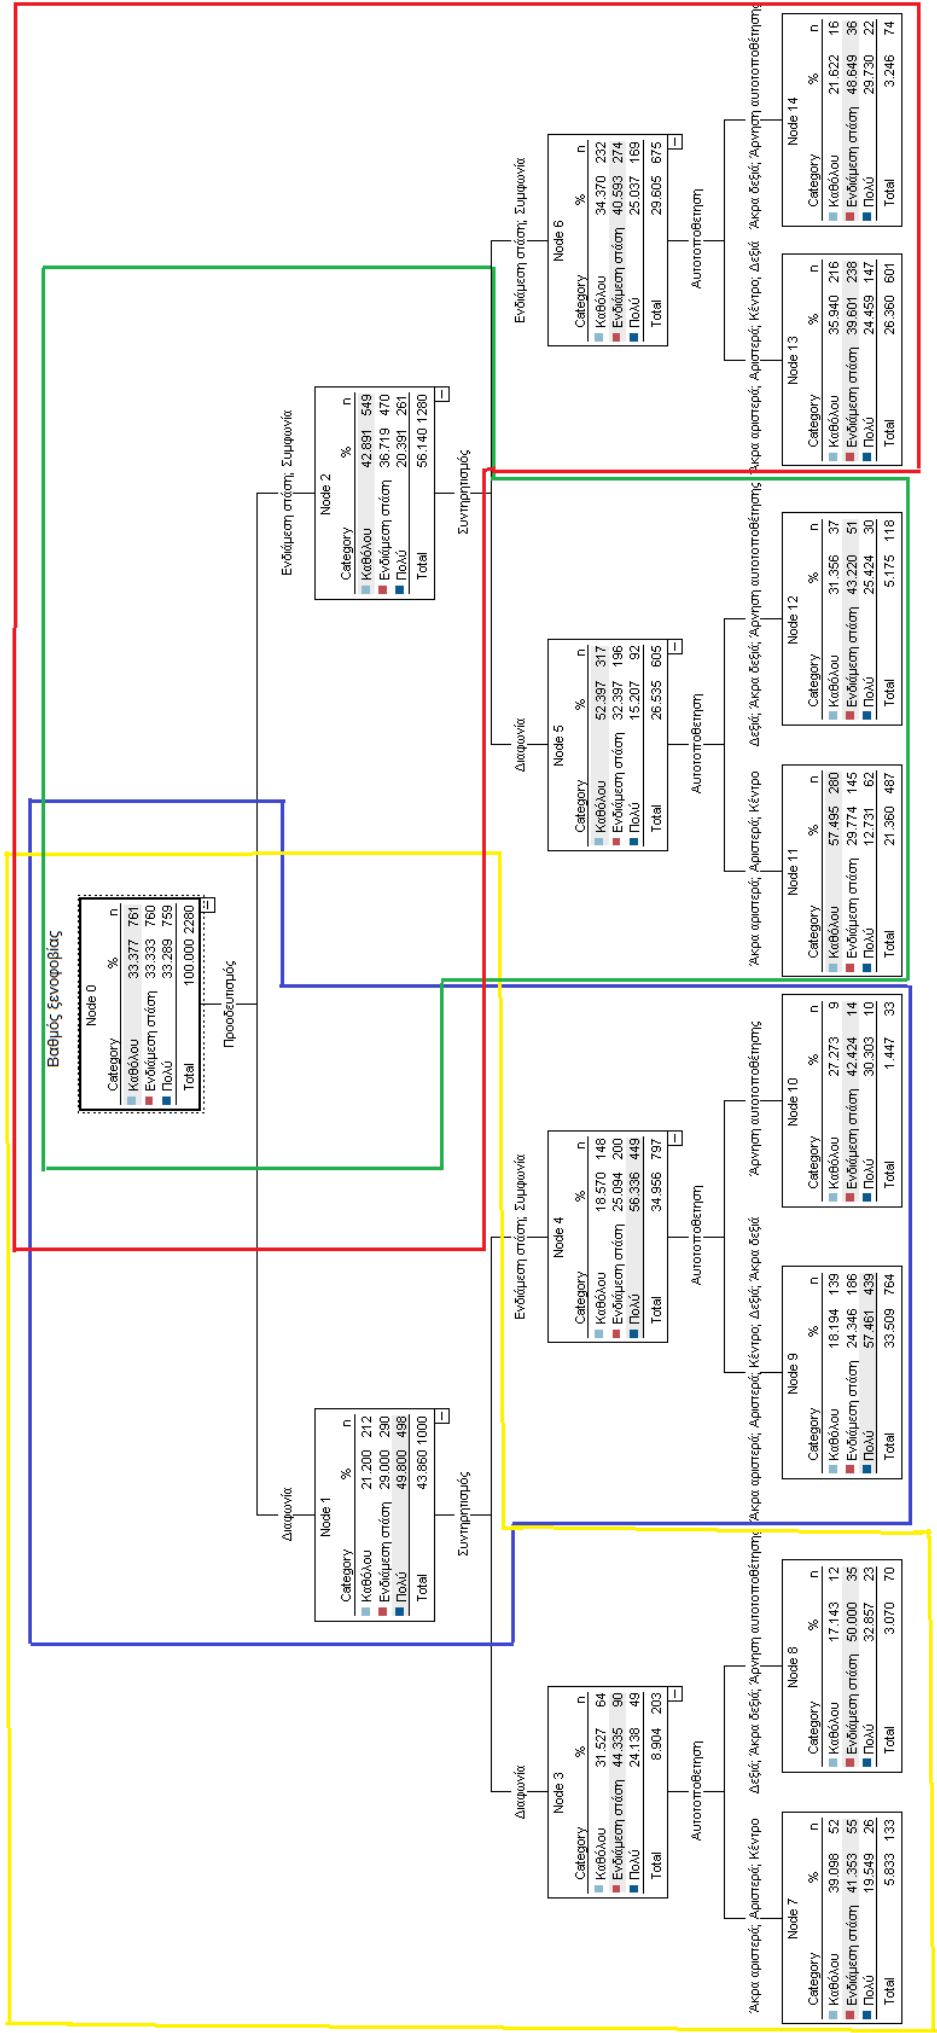 Βαθμός ξενοφοβίας
Node 0
Category % n
Καθόλου 33.377 761
Ενδιάμεση στάση 33.333 760
Πολύ 33.289 759
Total 100.000 2280
Προοδευτισμός
Διαφωνία
Node 1
Category % n
Καθόλου 21.200 212
Ενδιάμεση στάση 29.000 290
Πολύ 49.800 498
Total 43.860 1000
Συντηρητισμός
Ενδιάμεση στάση; Συμφωνία
Node 2
Category % n
Καθόλου 42.891 549
Ενδιάμεση στάση 36.719 470
Πολύ 20.391 261
Total 56.140 1280
Συντηρητισμός
Διαφωνία
Node 3
Category % n
Καθόλου 31.527 64
Ενδιάμεση στάση 44.335 90
Πολύ 24.138 49
Total 8.904 203
Αυτοτοποθέτηση
Ενδιάμεση στάση; Συμφωνία
Node 4
Category % n
Καθόλου 18.570 148
Ενδιάμεση στάση 25.094 200
Πολύ 56.336 449
Total 34.956 797
Αυτοτοποθέτηση
Διαφωνία
Node 5
Category % n
Καθόλου 52.397 317
Ενδιάμεση στάση 32.397 196
Πολύ 15.207 92
Total 26.535 605
Αυτοτοποθέτηση
Ενδιάμεση στάση; Συμφωνία
Node 6
Category % n
Καθόλου 34.370 232
Ενδιάμεση στάση 40.593 274
Πολύ 25.037 169
Total 29.605 675
Αυτοτοποθέτηση
Άκρα αριστερά; Αριστερά; Κέντρο
Node 7
Category % n
Καθόλου 39.098 52
Ενδιάμεση στάση 41.353 55
Πολύ 19.549 26
Total 5.833 133
Δεξιά; Άκρα δεξιά; Άρνηση αυτοτοποθέτησης
Node 8
Category % n
Καθόλου 17.143 12
Ενδιάμεση στάση 50.000 35
Πολύ 32.857 23
Total 3.070 70
Άκρα αριστερά; Αριστερά; Κέντρο; Δεξιά; Άκρα δεξιά
Node 9
Category % n
Καθόλου 18.194 139
Ενδιάμεση στάση 24.346 186
Πολύ 57.461 439
Total 33.509 764
Άρνηση αυτοτοποθέτησης
Node 10
Category % n
Καθόλου 27.273 9
Ενδιάμεση στάση 42.424 14
Πολύ 30.303 10
Total 1.447 33
Άκρα αριστερά; Αριστερά; Κέντρο
Node 11
Category % n
Καθόλου 57.495 280
Ενδιάμεση στάση 29.774 145
Πολύ 12.731 62
Total 21.360 487
Δεξιά; Άκρα δεξιά; Άρνηση αυτοτοποθέτησης
Node 12
Category % n
Καθόλου 31.356 37
Ενδιάμεση στάση 43.220 51
Πολύ 25.424 30
Total 5.175 118
Άκρα αριστερά; Αριστερά; Κέντρο; Δεξιά
Node 13
Category % n
Καθόλου 35.940 216
Ενδιάμεση στάση 39.601 238
Πολύ 24.459 147
Total 26.360 601
Άκρα δεξιά; Άρνηση αυτοτοποθέτησης
Node 14
Category % n
Καθόλου 21.622 16
Ενδιάμεση στάση 48.649 36
Πολύ 29.730 22
Total 3.246 74